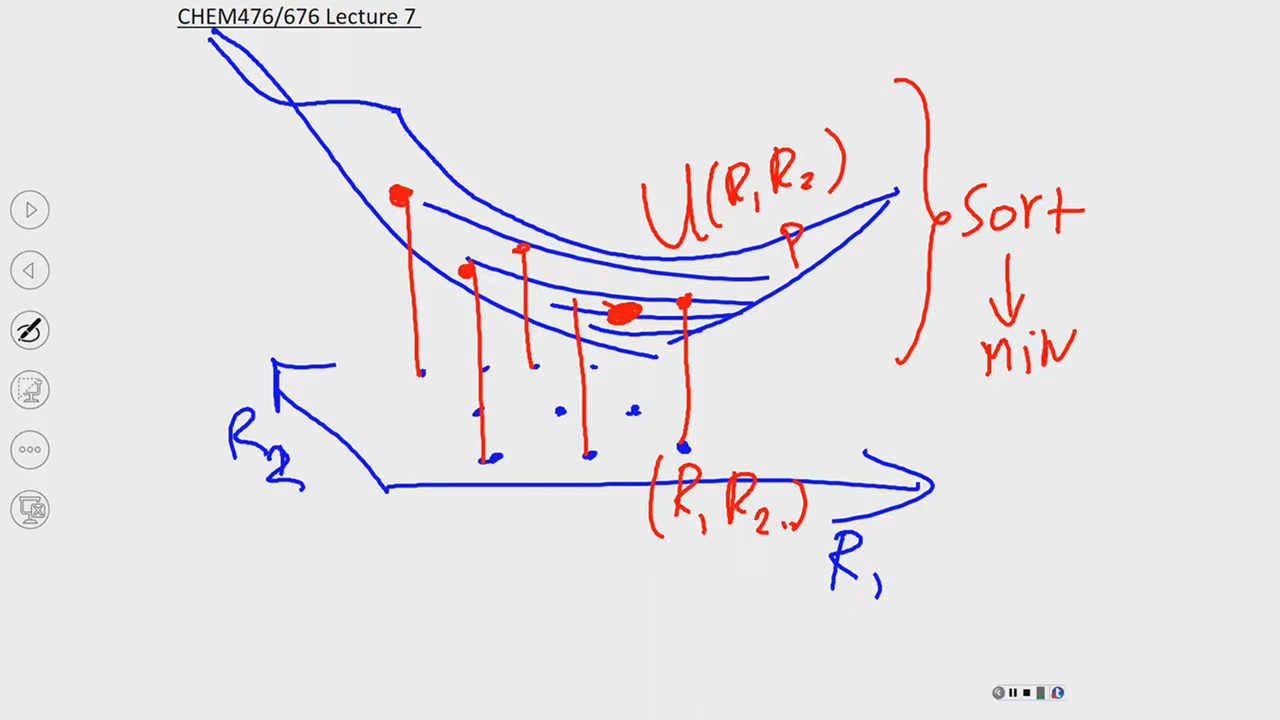 CHEM476/676 Lecture 7
U(R₁R₂)
Sort
min
R₂
(R₁R₂)
R₁